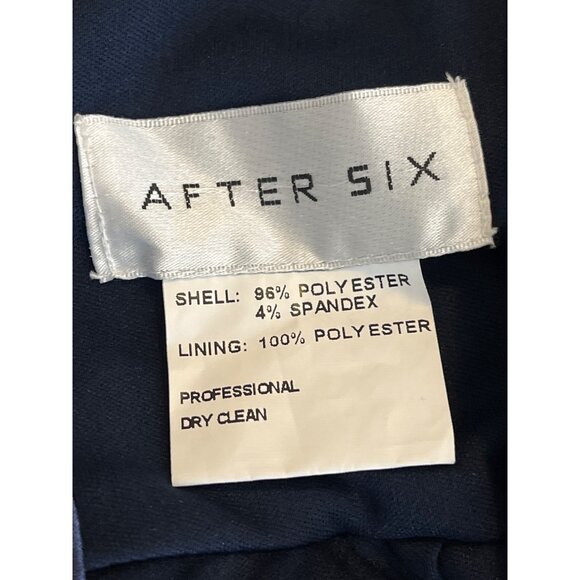 AFTER SIX
SHELL: 96% POLYESTER
4% SPANDEX
LINING: 100% POLYESTER
PROFESSIONAL
DRY CLEAN